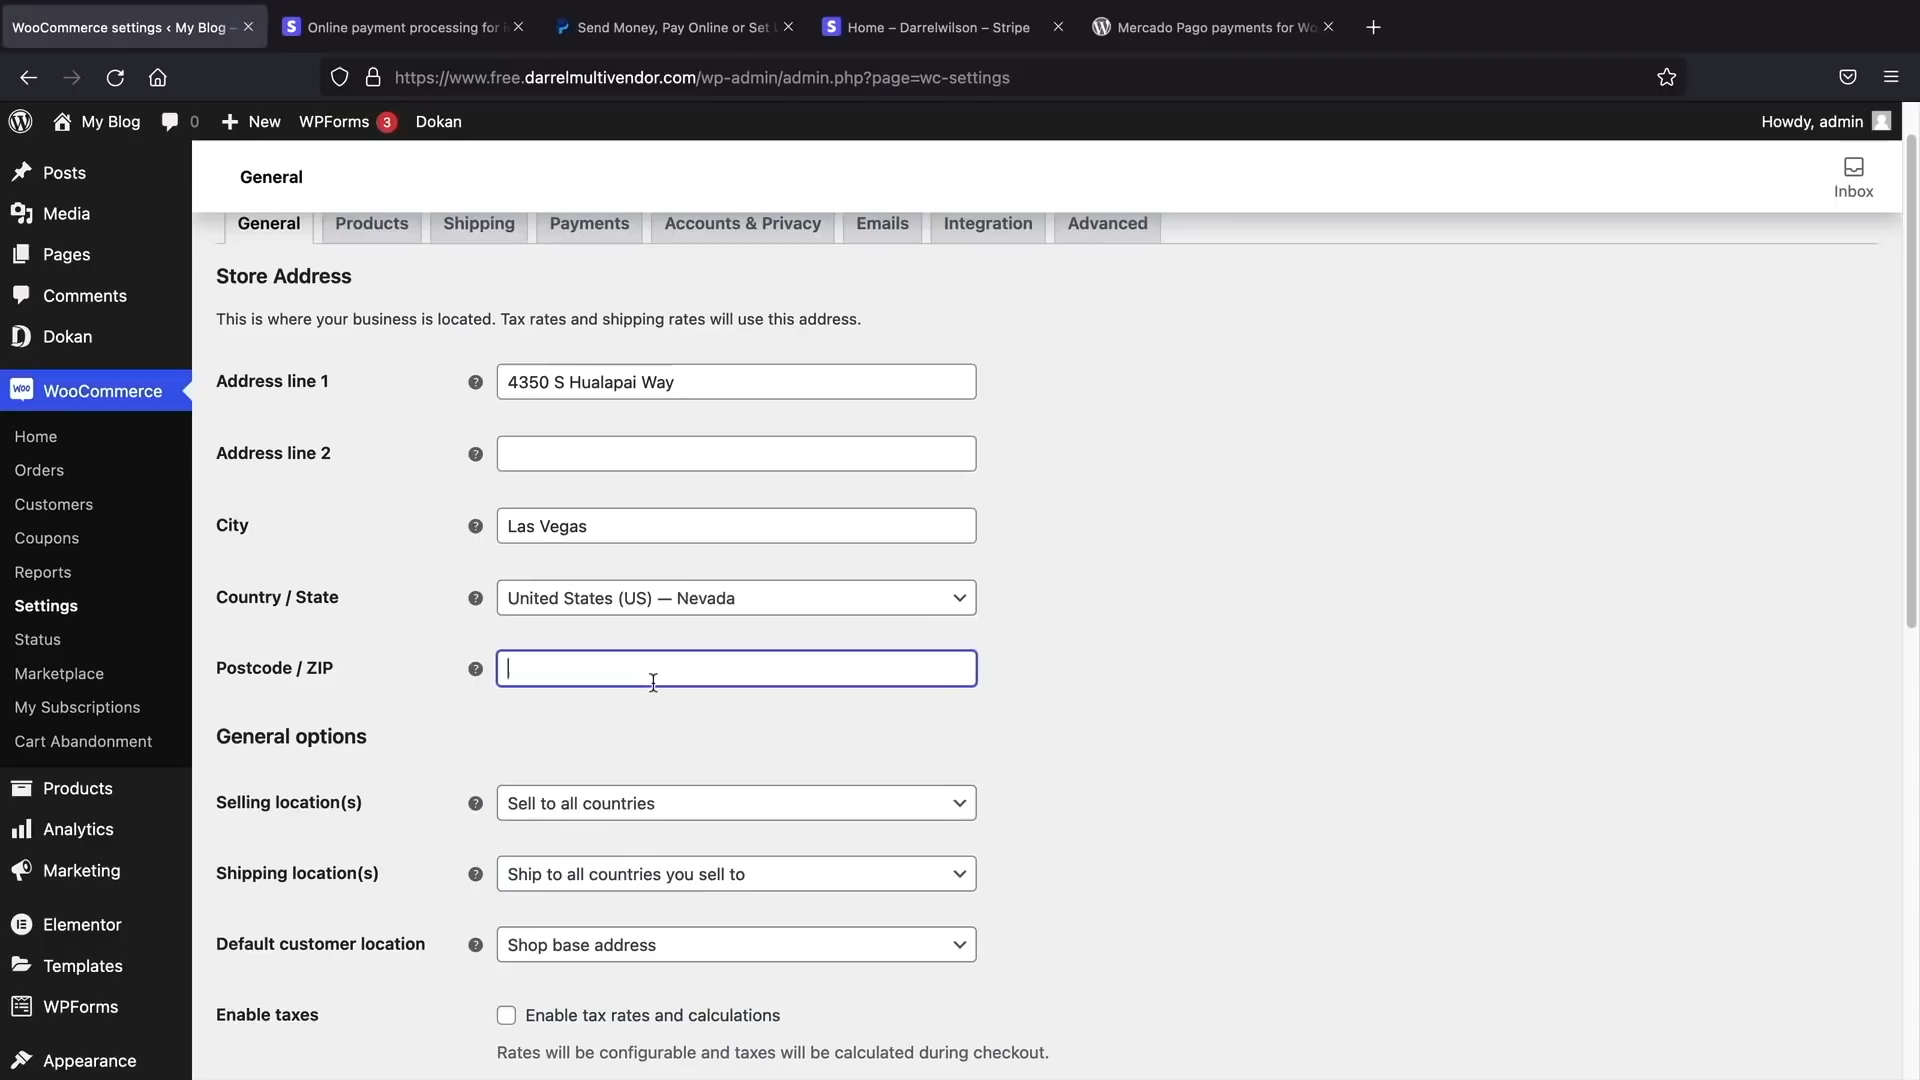 WooCommerce settings ‹ My Blog –
Online payment processing for i
Send Money, Pay Online or Set
Home – Darrelwilson – Stripe
Mercado Pago payments for Wo
https://www.free.darrelmultivendor.com/wp-admin/admin.php?page=wc-settings
My Blog
0
New
WPForms 3
Dokan
Howdy, admin
Posts
Media
Pages
Comments
Dokan
WooCommerce
Home
Orders
Customers
Coupons
Reports
Settings
Status
Marketplace
My Subscriptions
Cart Abandonment
Products
Analytics
Marketing
Elementor
Templates
WPForms
Appearance
General
Inbox
General Products Shipping Payments Accounts & Privacy Emails Integration Advanced
Store Address
This is where your business is located. Tax rates and shipping rates will use this address.
Address line 1
4350 S Hualapai Way
Address line 2
City
Las Vegas
Country / State
United States (US) — Nevada
Postcode / ZIP
General options
Selling location(s)
Sell to all countries
Shipping location(s)
Ship to all countries you sell to
Default customer location
Shop base address
Enable taxes
Enable tax rates and calculations
Rates will be configurable and taxes will be calculated during checkout.